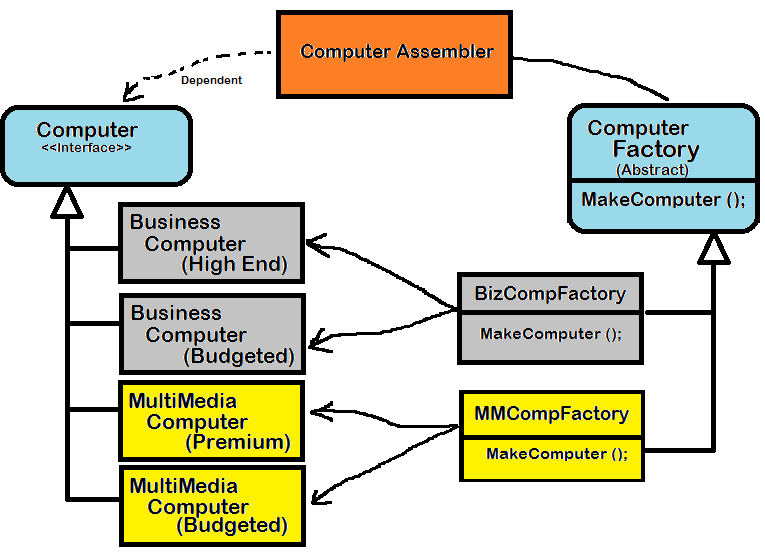 Computer Assembler
Dependent
Computer
<<Interface>>
Computer
Factory
(Abstract)
MakeComputer ();
Business
Computer
(High End)
Business
Computer
(Budgeted)
MultiMedia
Computer
(Premium)
MultiMedia
Computer
(Budgeted)
BizCompFactory
MakeComputer ();
MMCompFactory
MakeComputer ();